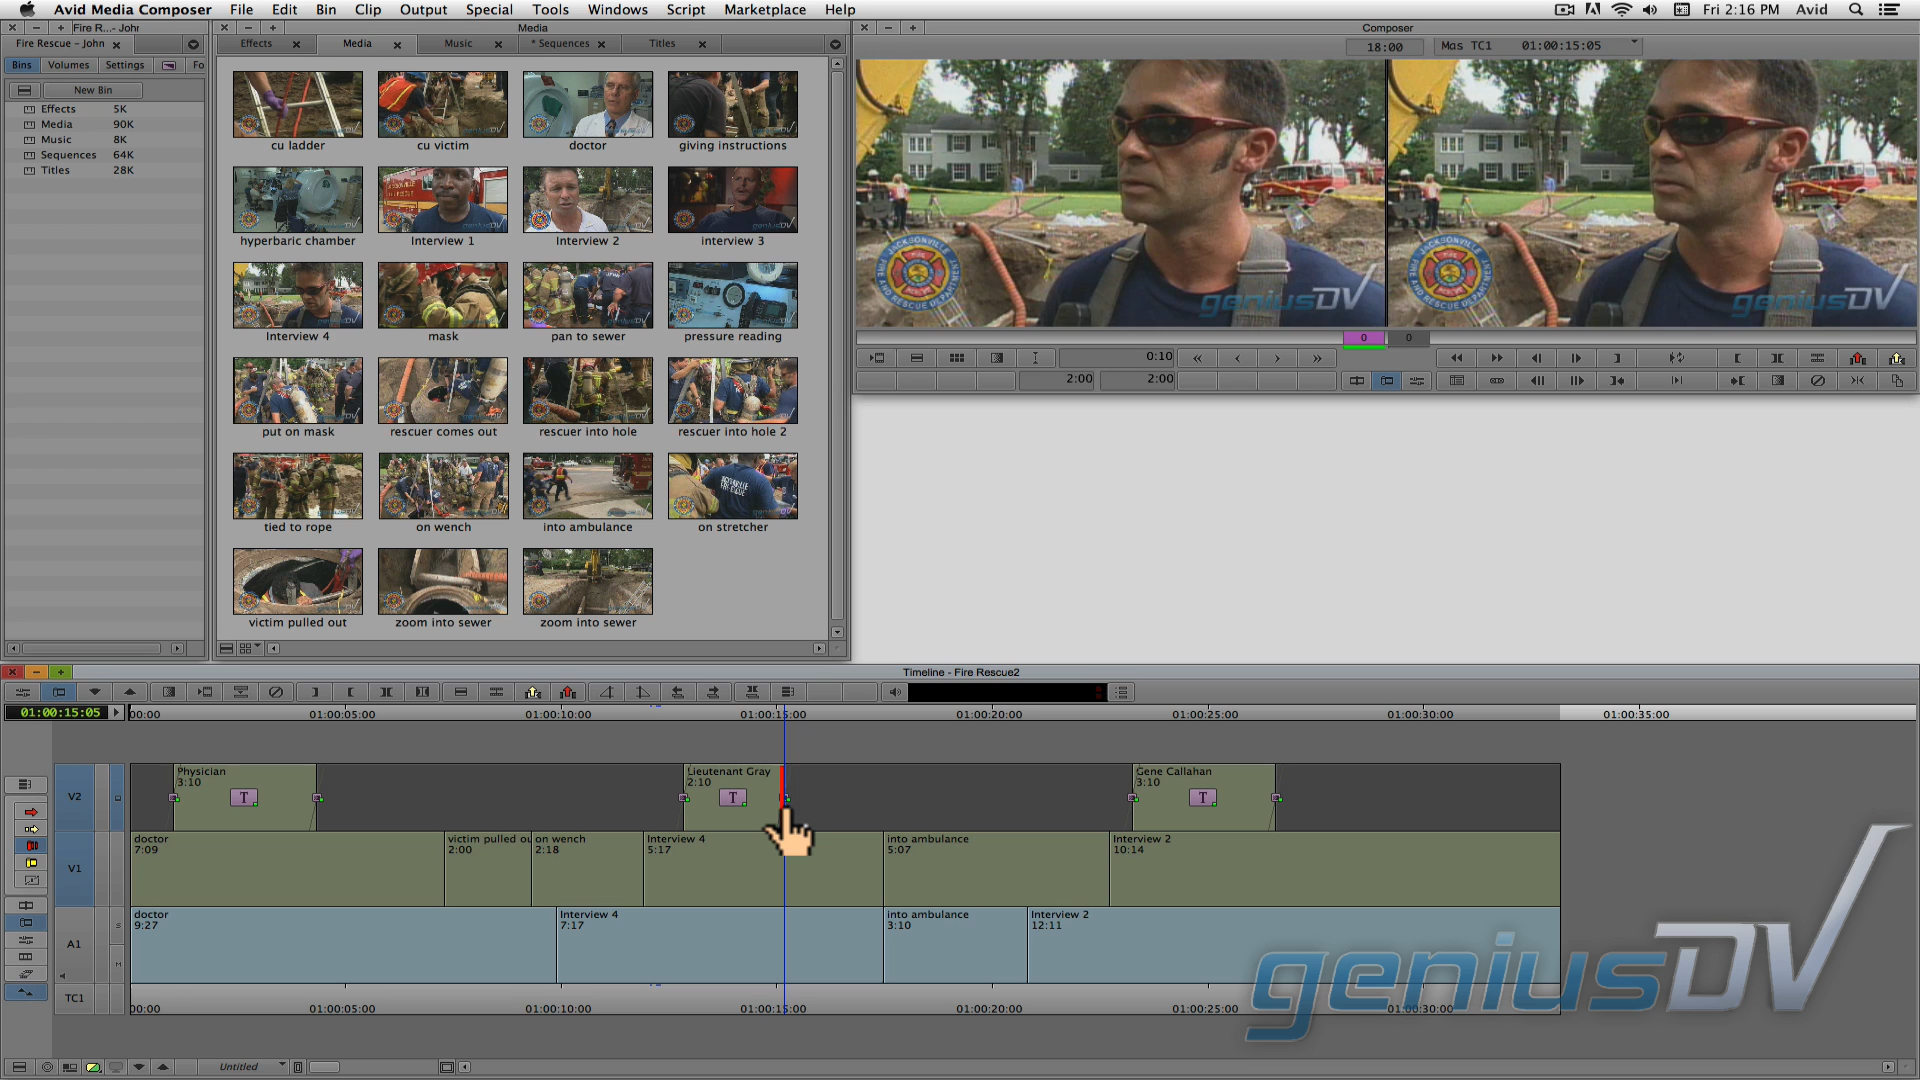 Avid Media Composer File Edit Bin Clip Output Special Tools Windows Script Marketplace Help Fri 2:16 PM Avid
Fire R...- Johr
Media
Composer
Fire Rescue - John
Effects Media Music * Sequences Titles
18:00 Mas TC1 01:00:15:05
Bins Volumes Settings Fo
New Bin
Effects 5K
Media 90K
Music 8K
Sequences 64K
Titles 28K
cu ladder cu victim doctor giving instructions
hyperbaric chamber Interview 1 Interview 2 interview 3
Interview 4 mask pan to sewer pressure reading
put on mask rescuer comes out rescuer into hole rescuer into hole 2
tied to rope on wench into ambulance on stretcher
victim pulled out zoom into sewer zoom into sewer
geniusDV geniusDV
0 0
0:10
2:00 2:00
Timeline - Fire Rescue2
01:00:15:05
00:00 01:00:05:00 01:00:10:00 01:00:15:00 01:00:20:00 01:00:25:00 01:00:30:00 01:00:35:00
V2
Physician
3:10
T
Lieutenant Gray
2:10
T
Gene Callahan
3:10
T
V1
doctor
7:09
victim pulled ou
2:00
on wench
2:18
Interview 4
5:17
into ambulance
5:07
Interview 2
10:14
A1
S
M
doctor
9:27
Interview 4
7:17
into ambulance
3:10
Interview 2
12:11
TC1
00:00 01:00:05:00 01:00:10:00 01:00:15:00 01:00:20:00 01:00:25:00 01:00:30:00
geniusDV
Untitled